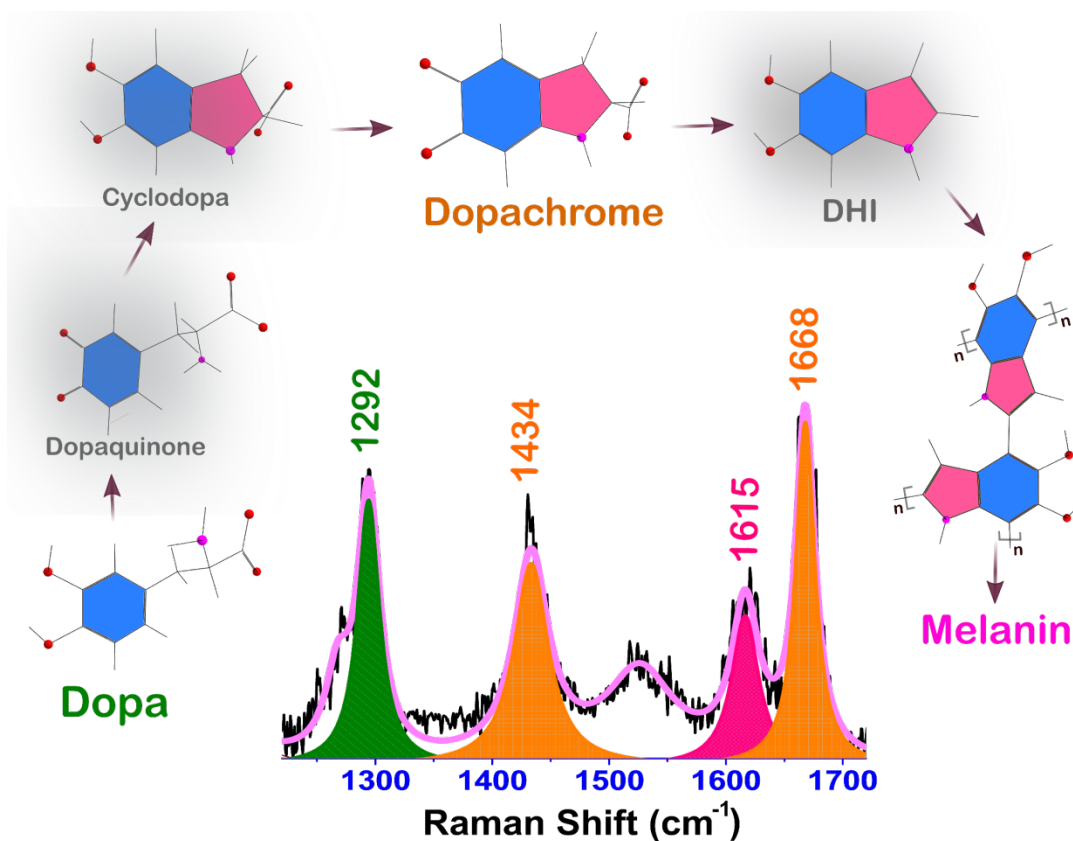 Cyclodopa
Dopachrome
DHI
Dopaquinone
Dopa
n
n
n
n
Melanin
1292
1434
1615
1668
1300
1400
1500
1600
1700
Raman Shift (cm⁻¹)